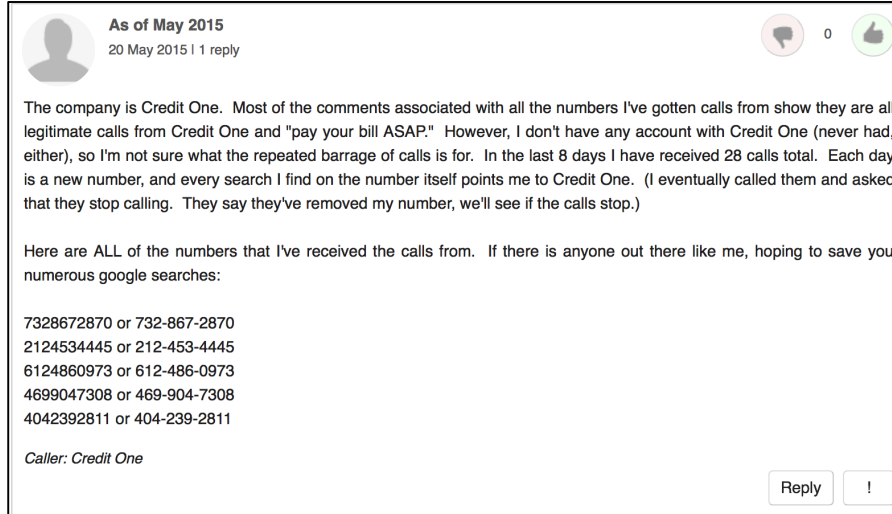 As of May 2015
20 May 2015 I 1 reply
0
The company is Credit One. Most of the comments associated with all the numbers I've gotten calls from show they are all
legitimate calls from Credit One and "pay your bill ASAP." However, I don't have any account with Credit One (never had,
either), so I'm not sure what the repeated barrage of calls is for. In the last 8 days I have received 28 calls total. Each day
is a new number, and every search I find on the number itself points me to Credit One. (I eventually called them and asked
that they stop calling. They say they've removed my number, we'll see if the calls stop.)
Here are ALL of the numbers that I've received the calls from. If there is anyone out there like me, hoping to save you
numerous google searches:
7328672870 or 732-867-2870
2124534445 or 212-453-4445
6124860973 or 612-486-0973
4699047308 or 469-904-7308
4042392811 or 404-239-2811
Caller: Credit One
Reply !